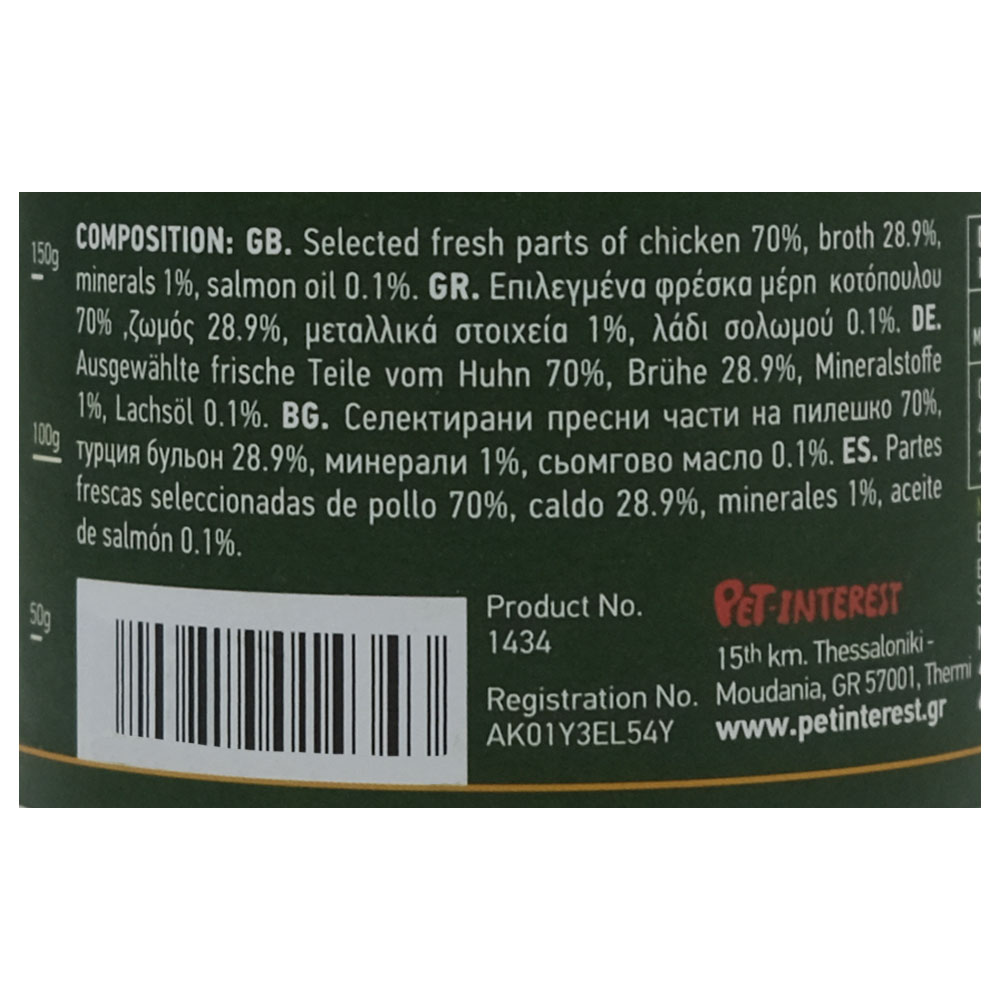 COMPOSITION: GB. Selected fresh parts of chicken 70%, broth 28.9%,
minerals 1%, salmon oil 0.1%. GR. Επιλεγμένα φρέσκα μέρη κοτόπουλου
70% ,ζωμός 28.9%, μεταλλικά στοιχεία 1%, λάδι σολωμού 0.1%. DE.
Ausgewählte frische Teile vom Huhn 70%, Brühe 28.9%, Mineralstoffe
1%, Lachsöl 0.1%. BG. Селектирани пресни части на пилешко 70%,
турция бульон 28.9%, минерали 1%, сьомгово масло 0.1%. ES. Partes
frescas seleccionadas de pollo 70%, caldo 28.9%, minerales 1%, aceite
de salmón 0.1%.
150g
100g
50g
Product No.
1434
Registration No.
AK01Y3EL54Y
PET-INTEREST
15th km. Thessaloniki -
Moudania, GR 57001, Thermi
www.petinterest.gr